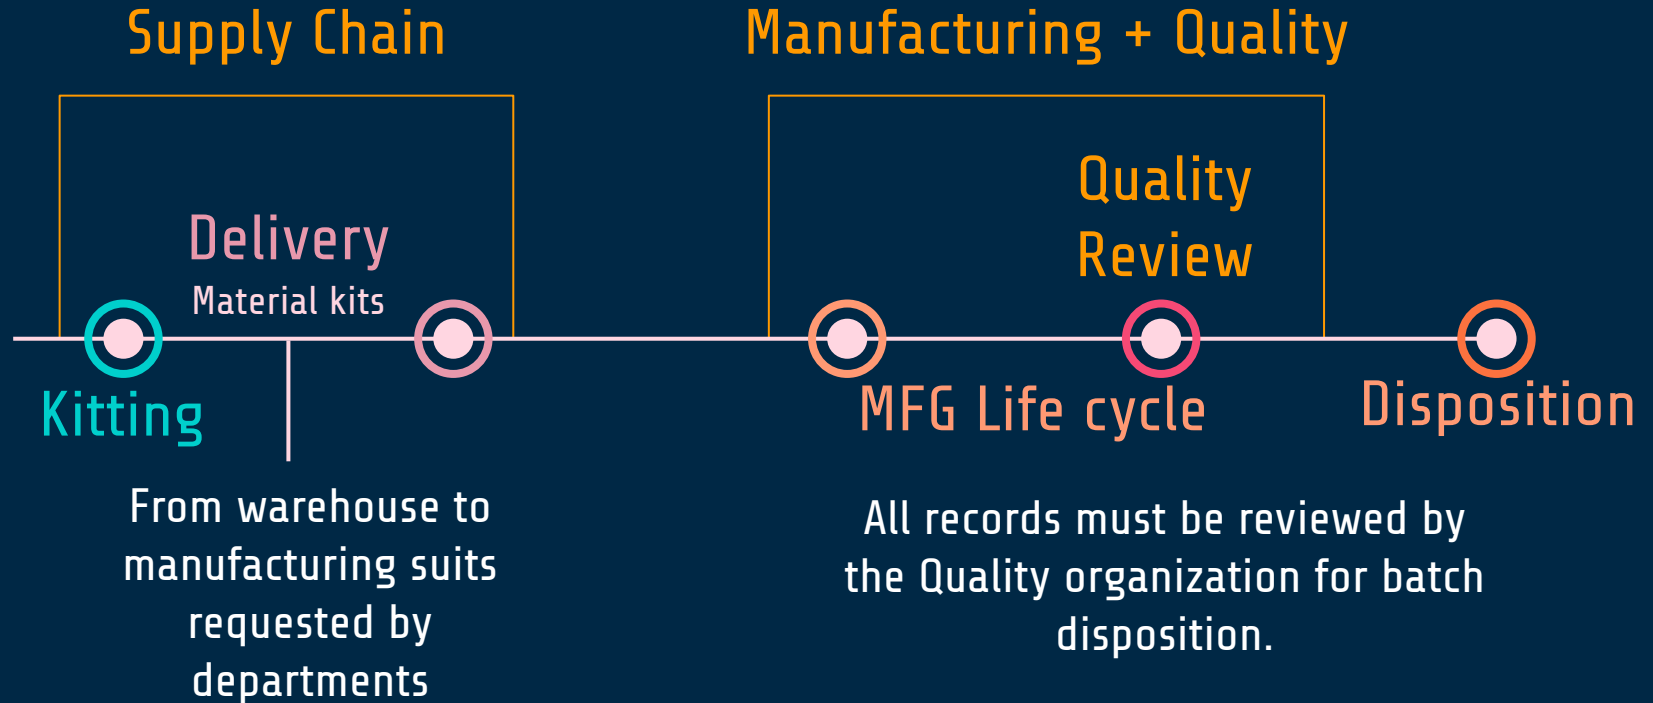 Supply Chain
Manufacturing + Quality
Delivery
Material kits
Kitting
From warehouse to
manufacturing suits
requested by
departments
Quality
Review
MFG Life cycle
Disposition
All records must be reviewed by
the Quality organization for batch
disposition.